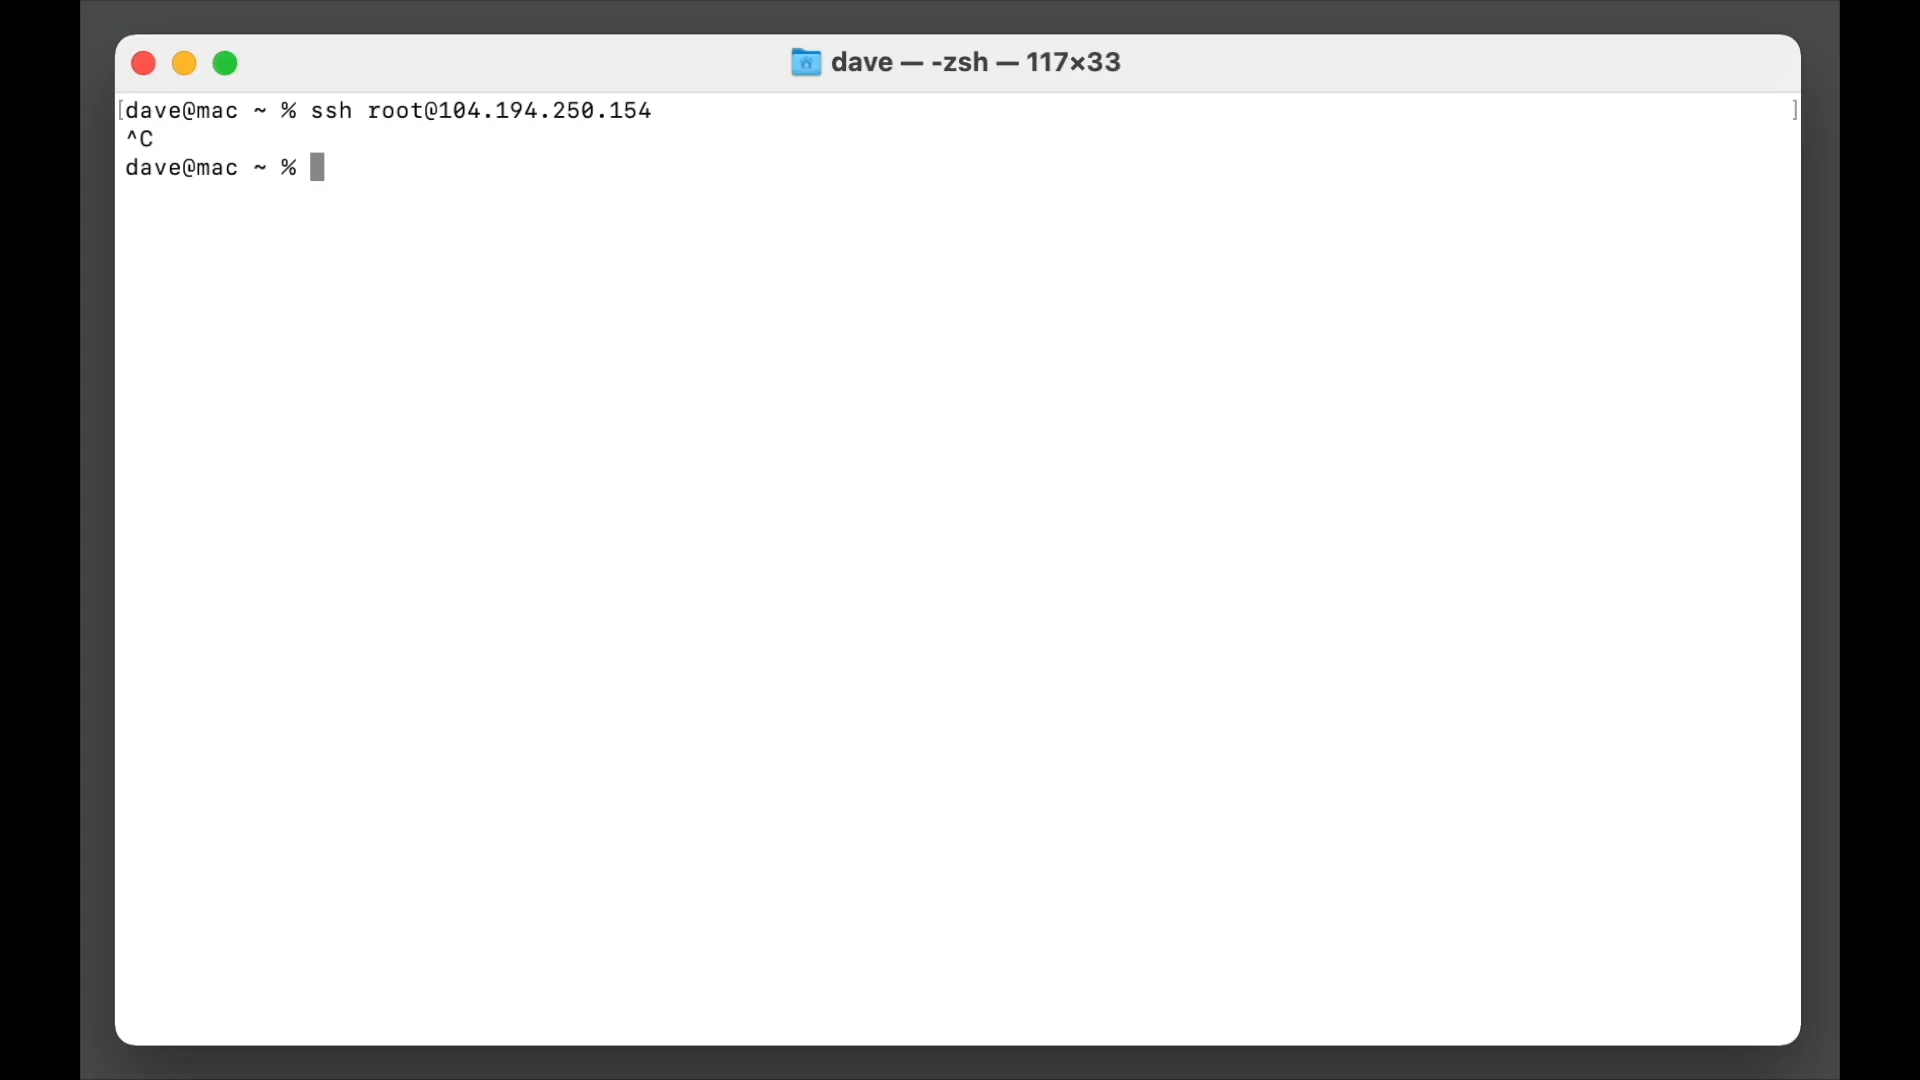 dave — -zsh — 117×33
[dave@mac ~ % ssh root@104.194.250.154 ]
^C
dave@mac ~ %